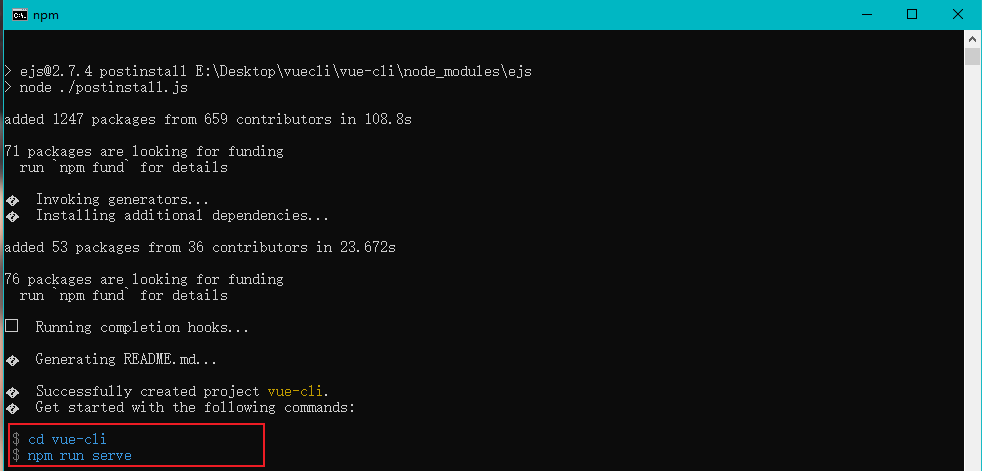 npm
> ejs@2.7.4 postinstall E:\Desktop\vuecli\vue-cli\node_modules\ejs
> node ./postinstall.js
added 1247 packages from 659 contributors in 108.8s
71 packages are looking for funding
run `npm fund` for details
� Invoking generators...
� Installing additional dependencies...
added 53 packages from 36 contributors in 23.672s
76 packages are looking for funding
run `npm fund` for details
Running completion hooks...
� Generating README.md...
� Successfully created project vue-cli.
� Get started with the following commands:
$ cd vue-cli
$ npm run serve